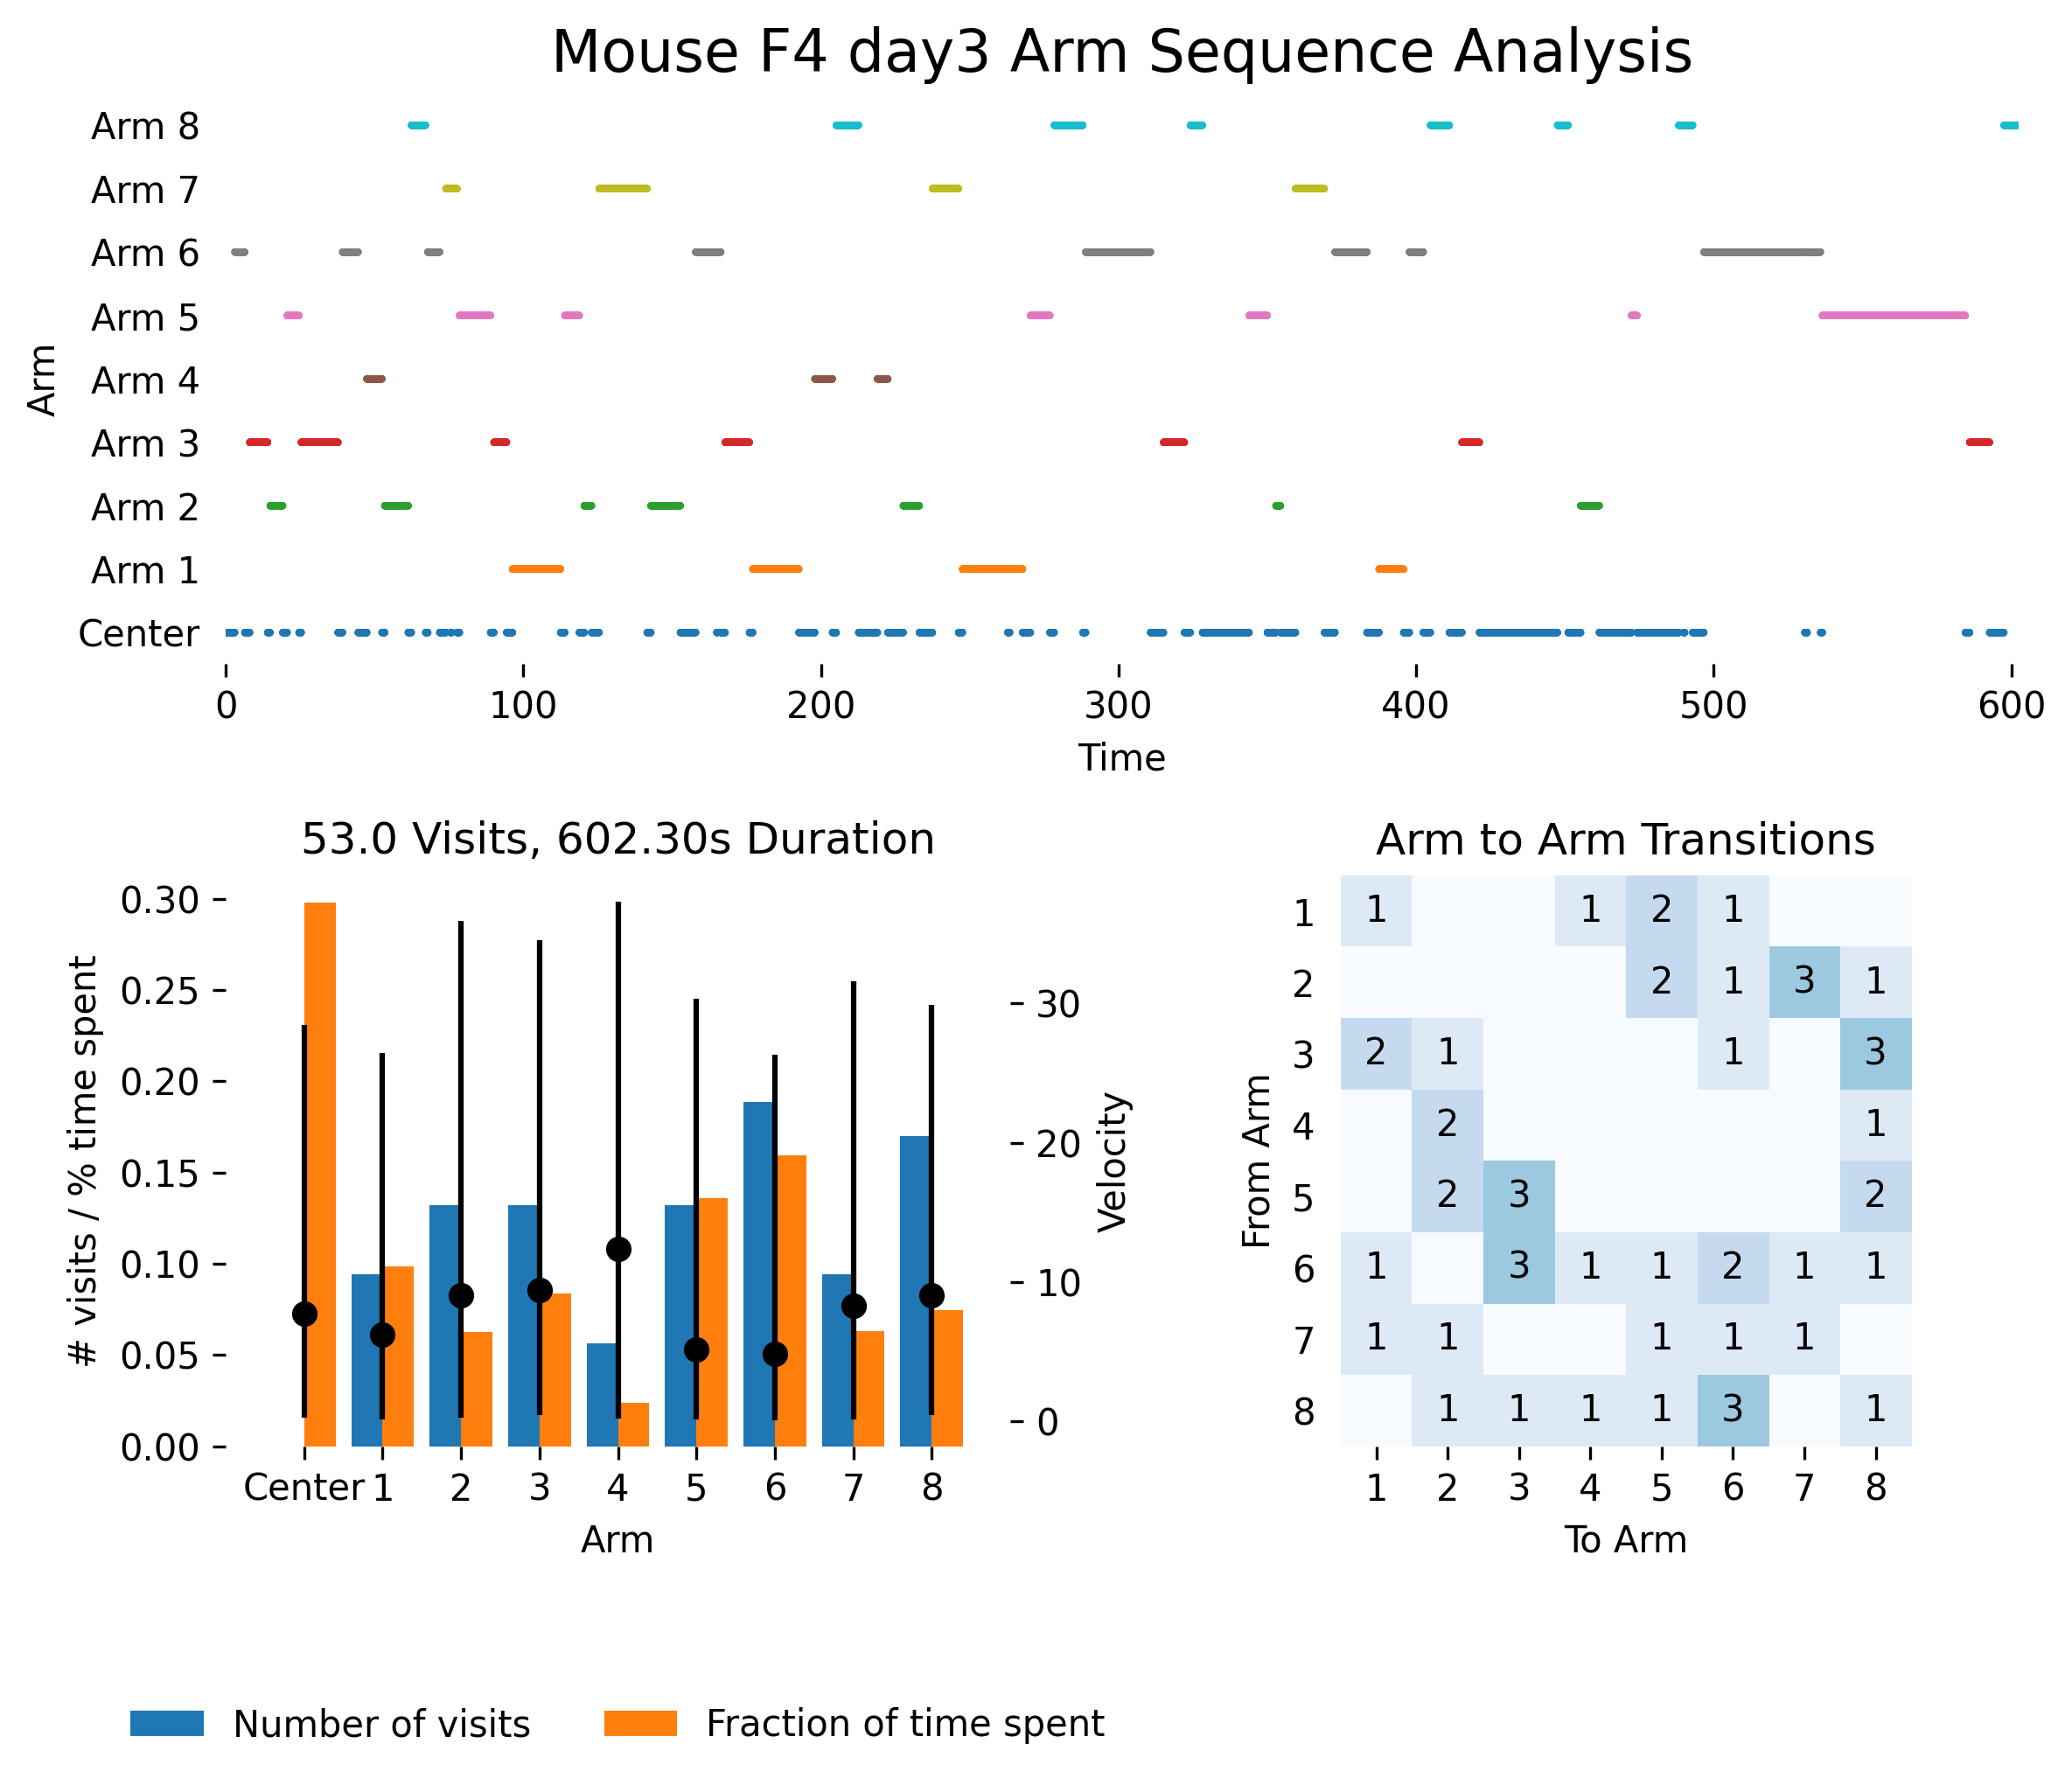 Mouse F4 day3 Arm Sequence Analysis
Arm
Arm 8
Arm 7
Arm 6
Arm 5
Arm 4
Arm 3
Arm 2
Arm 1
Center
0 100 200 300 400 500 600
Time
53.0 Visits, 602.30s Duration
# visits / % time spent
0.30
0.25
0.20
0.15
0.10
0.05
0.00
Center 1 2 3 4 5 6 7 8
Arm
30
20
10
0
Velocity
Arm to Arm Transitions
From Arm
1 1 1 2 1
2 2 1 3 1
3 2 1 1 3
4 2 1
5 2 3 2
6 1 3 1 1 2 1 1
7 1 1 1 1 1
8 1 1 1 1 3 1
1 2 3 4 5 6 7 8
To Arm
Number of visits Fraction of time spent